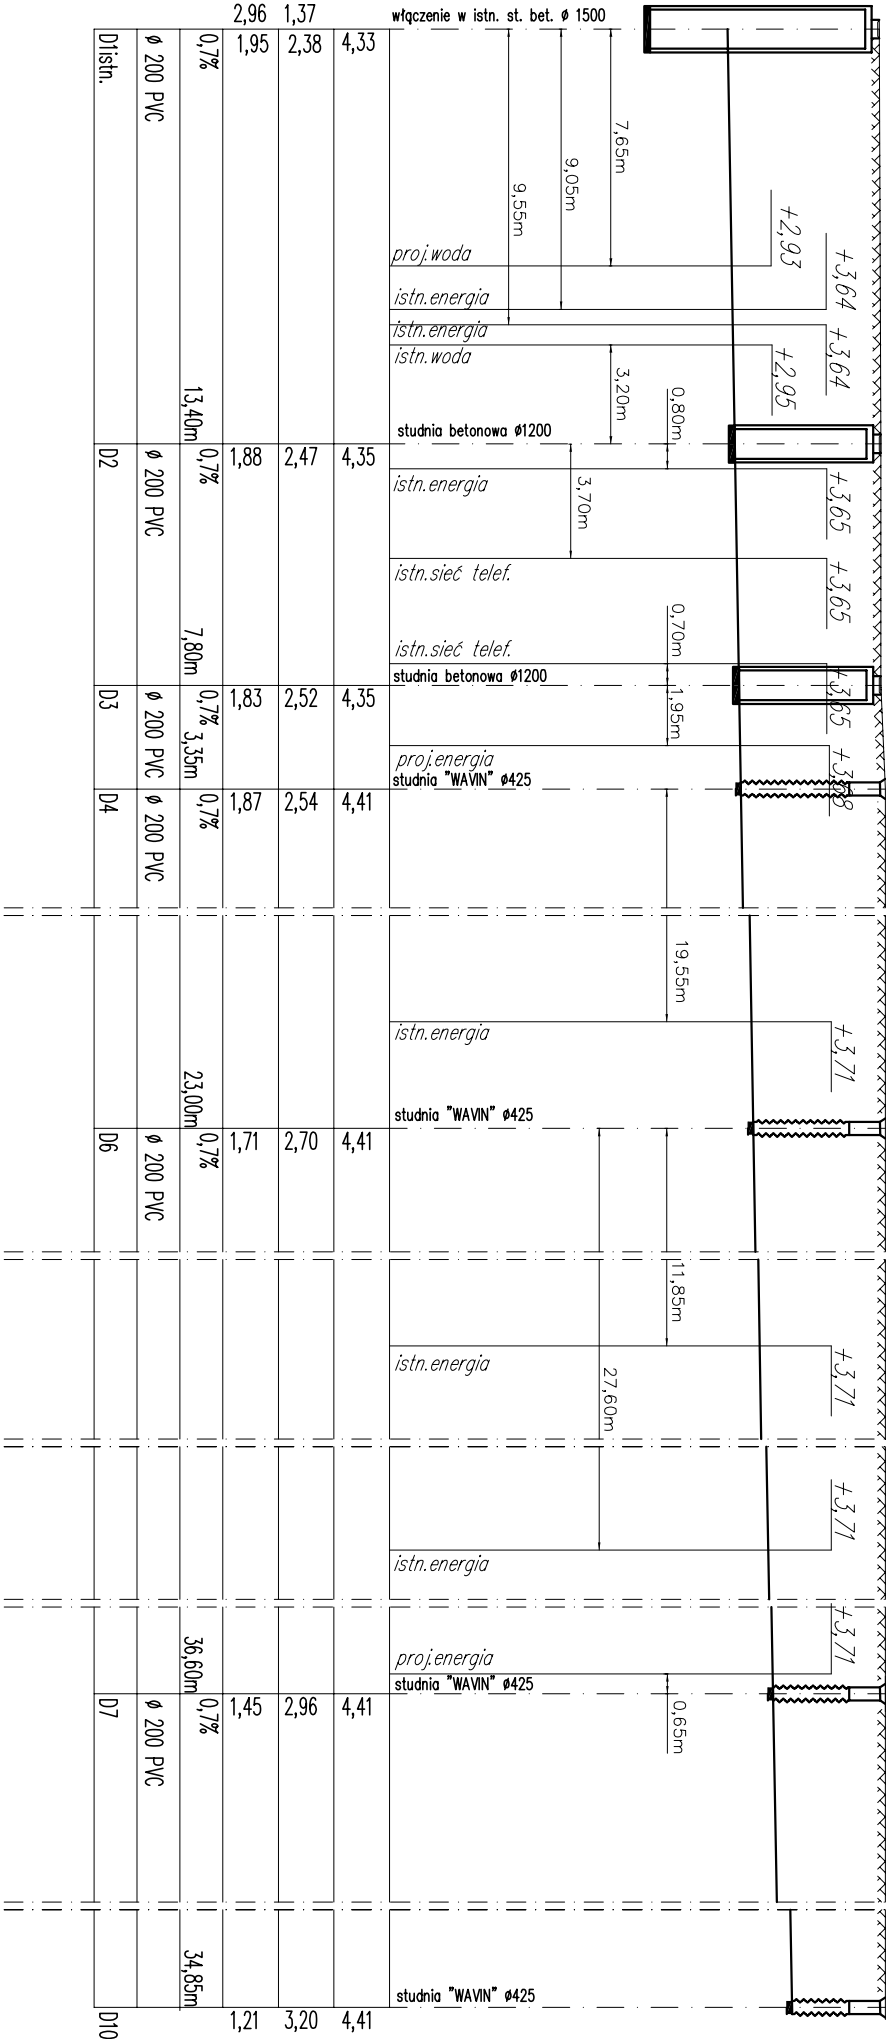 włączenie w istn. st. bet. ø 1500
2,96 1,37
1,95 2,38 4,33
0,7%
ø 200 PVC
D1istn.
7,65m
9,05m
9,55m
+2,93
+3,64
+3,64
+2,95
proj.woda
istn.energia
istn.energia
istn.woda
3,20m
0,80m
13,40m
studnia betonowa ø1200
D2
ø 200 PVC
0,7%
1,88 2,47 4,35
istn.energia
3,70m
+3,65
+3,65
istn.sieć telef.
istn.sieć telef.
0,70m
7,80m
studnia betonowa ø1200
D3
ø 200 PVC
0,7%
1,83 2,52 4,35
1,95m
+3,65
+3,68
3,35m
proj.energia
studnia "WAVIN" ø425
D4
ø 200 PVC
0,7%
1,87 2,54 4,41
19,55m
istn.energia
+3,71
23,00m
studnia "WAVIN" ø425
D6
ø 200 PVC
0,7%
1,71 2,70 4,41
11,85m
istn.energia
+3,71
27,60m
+3,71
istn.energia
+3,71
36,60m
proj.energia
studnia "WAVIN" ø425
D7
ø 200 PVC
0,7%
1,45 2,96 4,41
0,65m
34,85m
studnia "WAVIN" ø425
D10
1,21 3,20 4,41